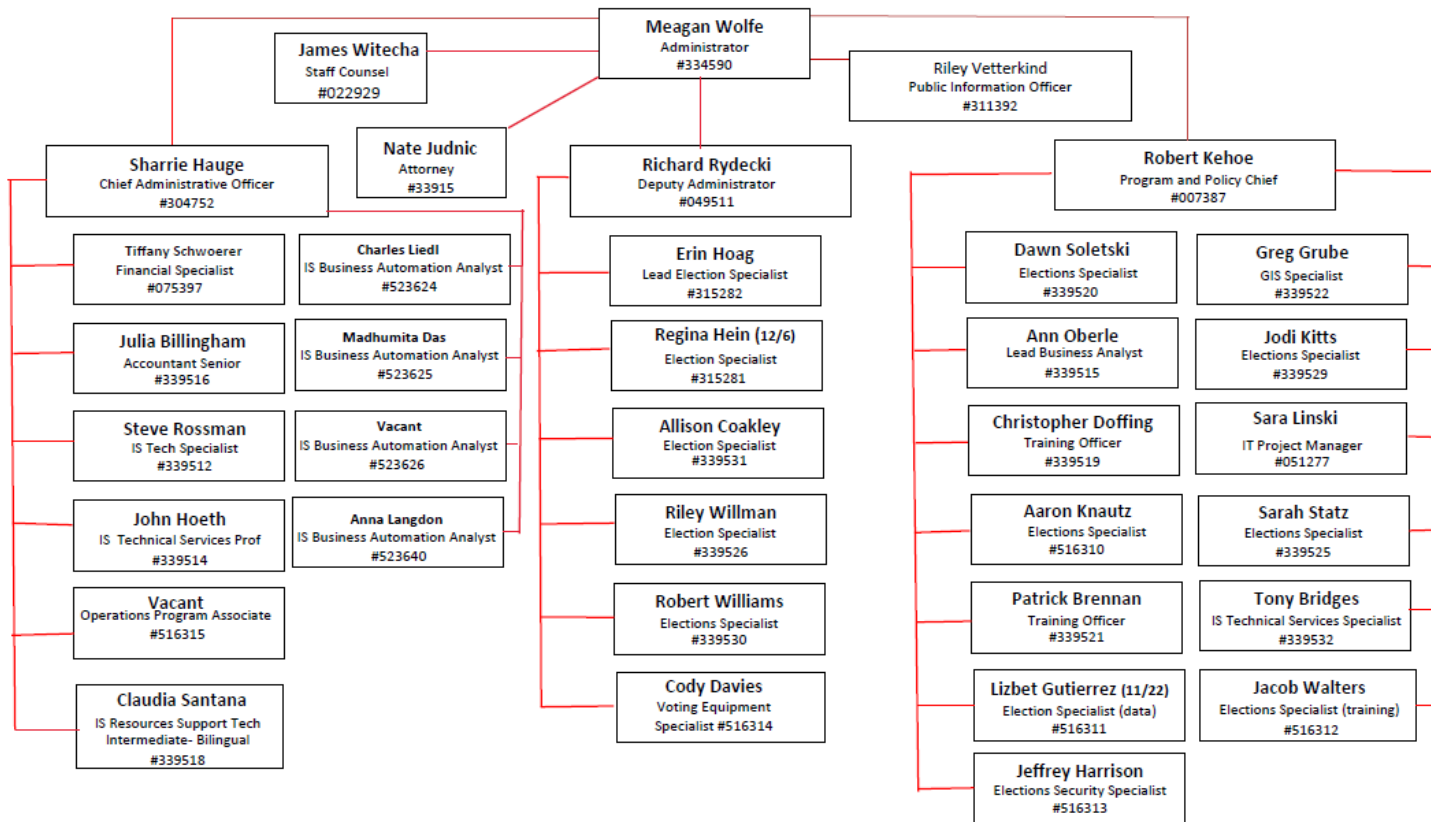 Meagan Wolfe
Administrator
#334590
James Witecha
Staff Counsel
#022929
Riley Vetterkind
Public Information Officer
#311392
Nate Judnic
Attorney
#33915
Sharrie Hauge
Chief Administrative Officer
#304752
Richard Rydecki
Deputy Administrator
#049511
Robert Kehoe
Program and Policy Chief
#007387
Tiffany Schwoerer
Financial Specialist
#075397
Julia Billingham
Accountant Senior
#339516
Steve Rossman
IS Tech Specialist
#339512
John Hoeth
IS Technical Services Prof
#339514
Vacant
Operations Program Associate
#516315
Claudia Santana
IS Resources Support Tech
Intermediate- Bilingual
#339518
Charles Liedl
IS Business Automation Analyst
#523624
Madhumita Das
IS Business Automation Analyst
#523625
Vacant
IS Business Automation Analyst
#523626
Anna Langdon
IS Business Automation Analyst
#523640
Erin Hoag
Lead Election Specialist
#315282
Regina Hein (12/6)
Election Specialist
#315281
Allison Coakley
Election Specialist
#339531
Riley Willman
Election Specialist
#339526
Robert Williams
Elections Specialist
#339530
Cody Davies
Voting Equipment
Specialist #516314
Dawn Soletski
Elections Specialist
#339520
Ann Oberle
Lead Business Analyst
#339515
Christopher Doffing
Training Officer
#339519
Aaron Knautz
Elections Specialist
#516310
Patrick Brennan
Training Officer
#339521
Lizbet Gutierrez (11/22)
Election Specialist (data)
#516311
Jeffrey Harrison
Elections Security Specialist
#516313
Greg Grube
GIS Specialist
#339522
Jodi Kitts
Elections Specialist
#339529
Sara Linski
IT Project Manager
#051277
Sarah Statz
Elections Specialist
#339525
Tony Bridges
IS Technical Services Specialist
#339532
Jacob Walters
Elections Specialist (training)
#516312